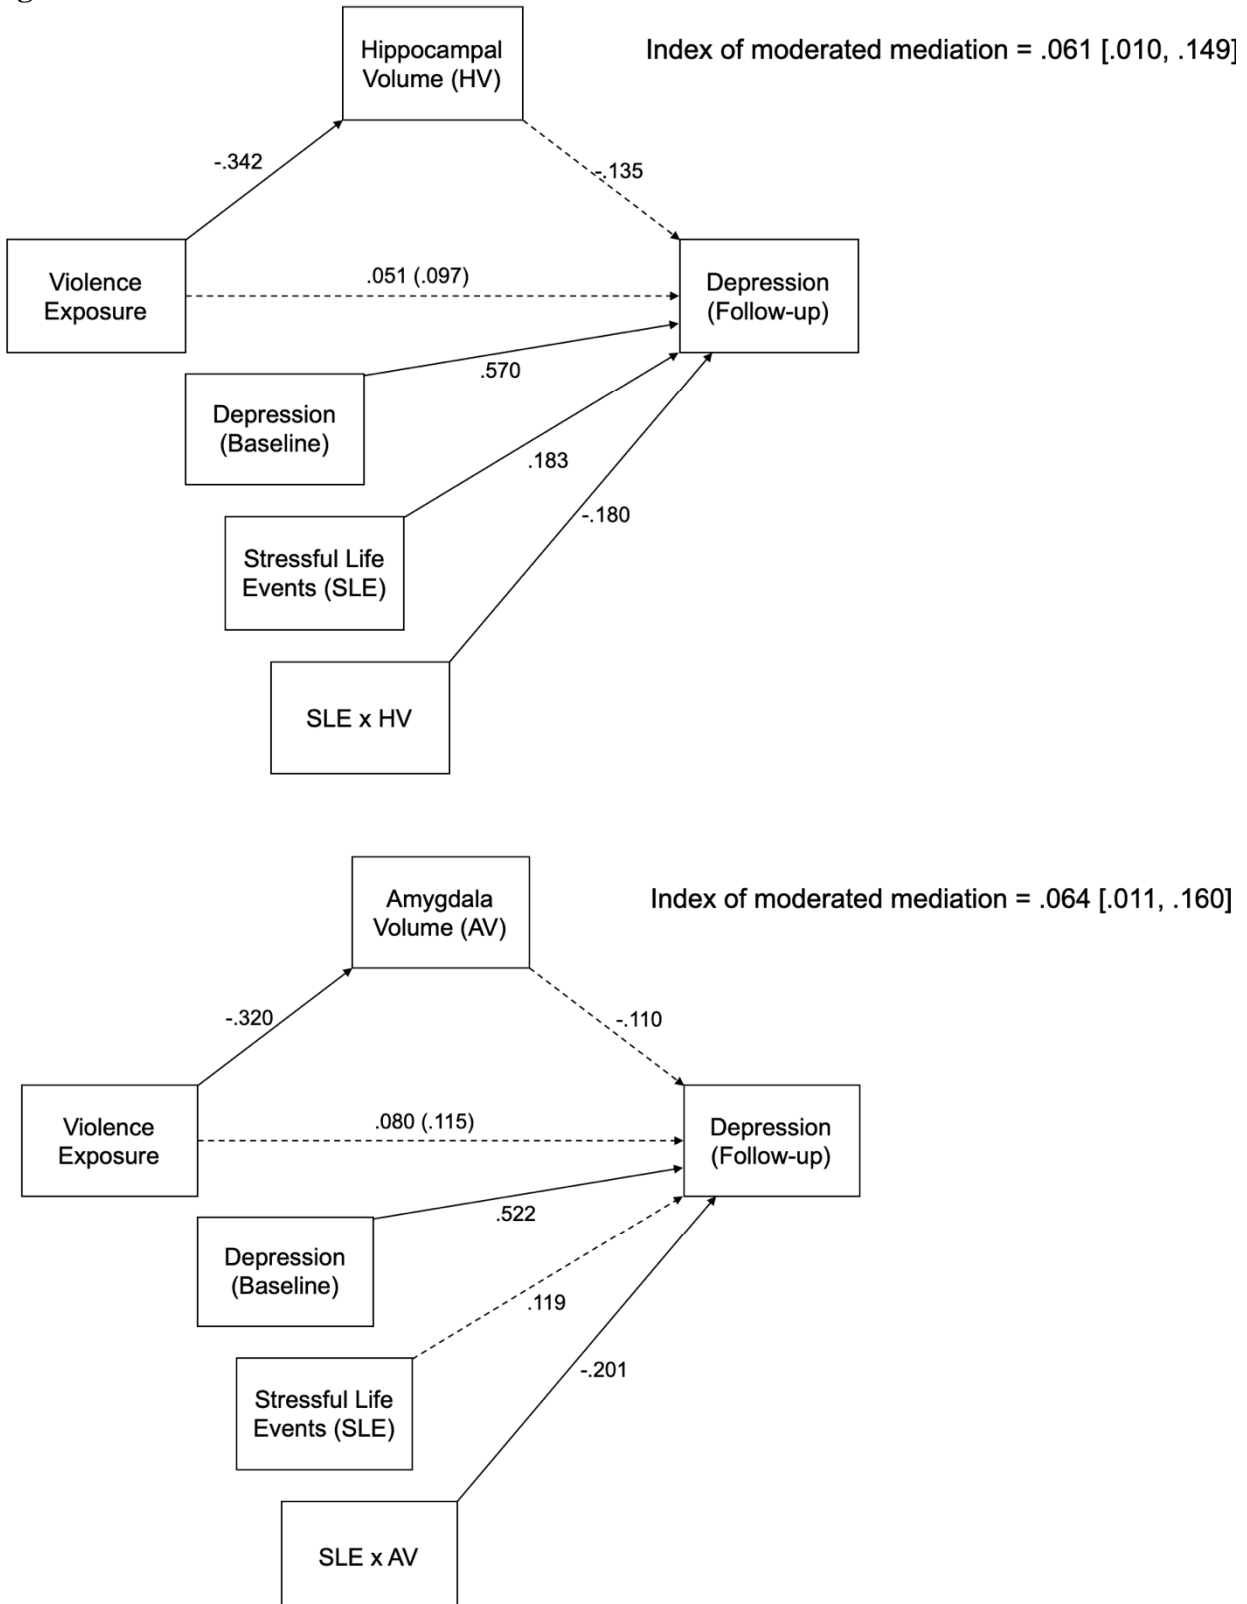 Hippocampal
Volume (HV)
Index of moderated mediation = .061 [.010, .149]
-.342
-.135
Violence
Exposure
.051 (.097)
Depression
(Follow-up)
.570
Depression
(Baseline)
.183
-.180
Stressful Life
Events (SLE)
SLE x HV
Amygdala
Volume (AV)
Index of moderated mediation = .064 [.011, .160]
-.320
-.110
Violence
Exposure
.080 (.115)
Depression
(Follow-up)
.522
Depression
(Baseline)
.119
-.201
Stressful Life
Events (SLE)
SLE x AV